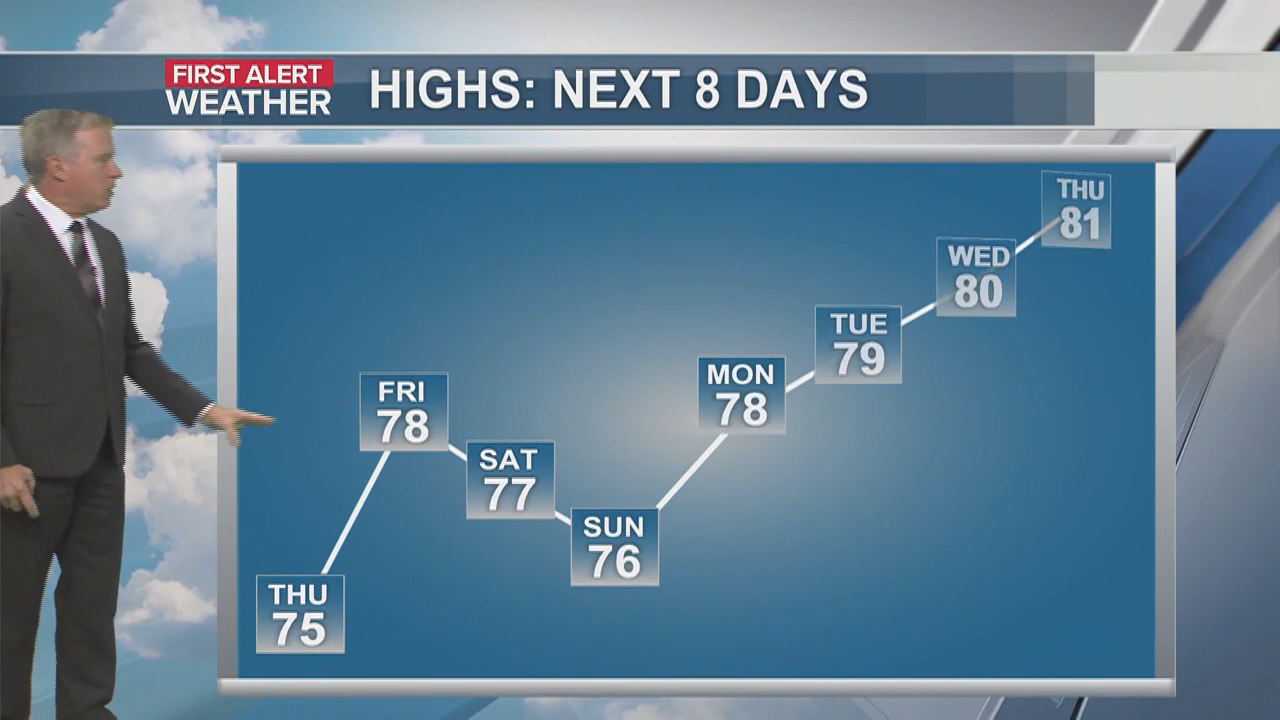 FIRST ALERT
WEATHER
HIGHS: NEXT 8 DAYS
THU
75
FRI
78
SAT
77
SUN
76
MON
78
TUE
79
WED
80
THU
81